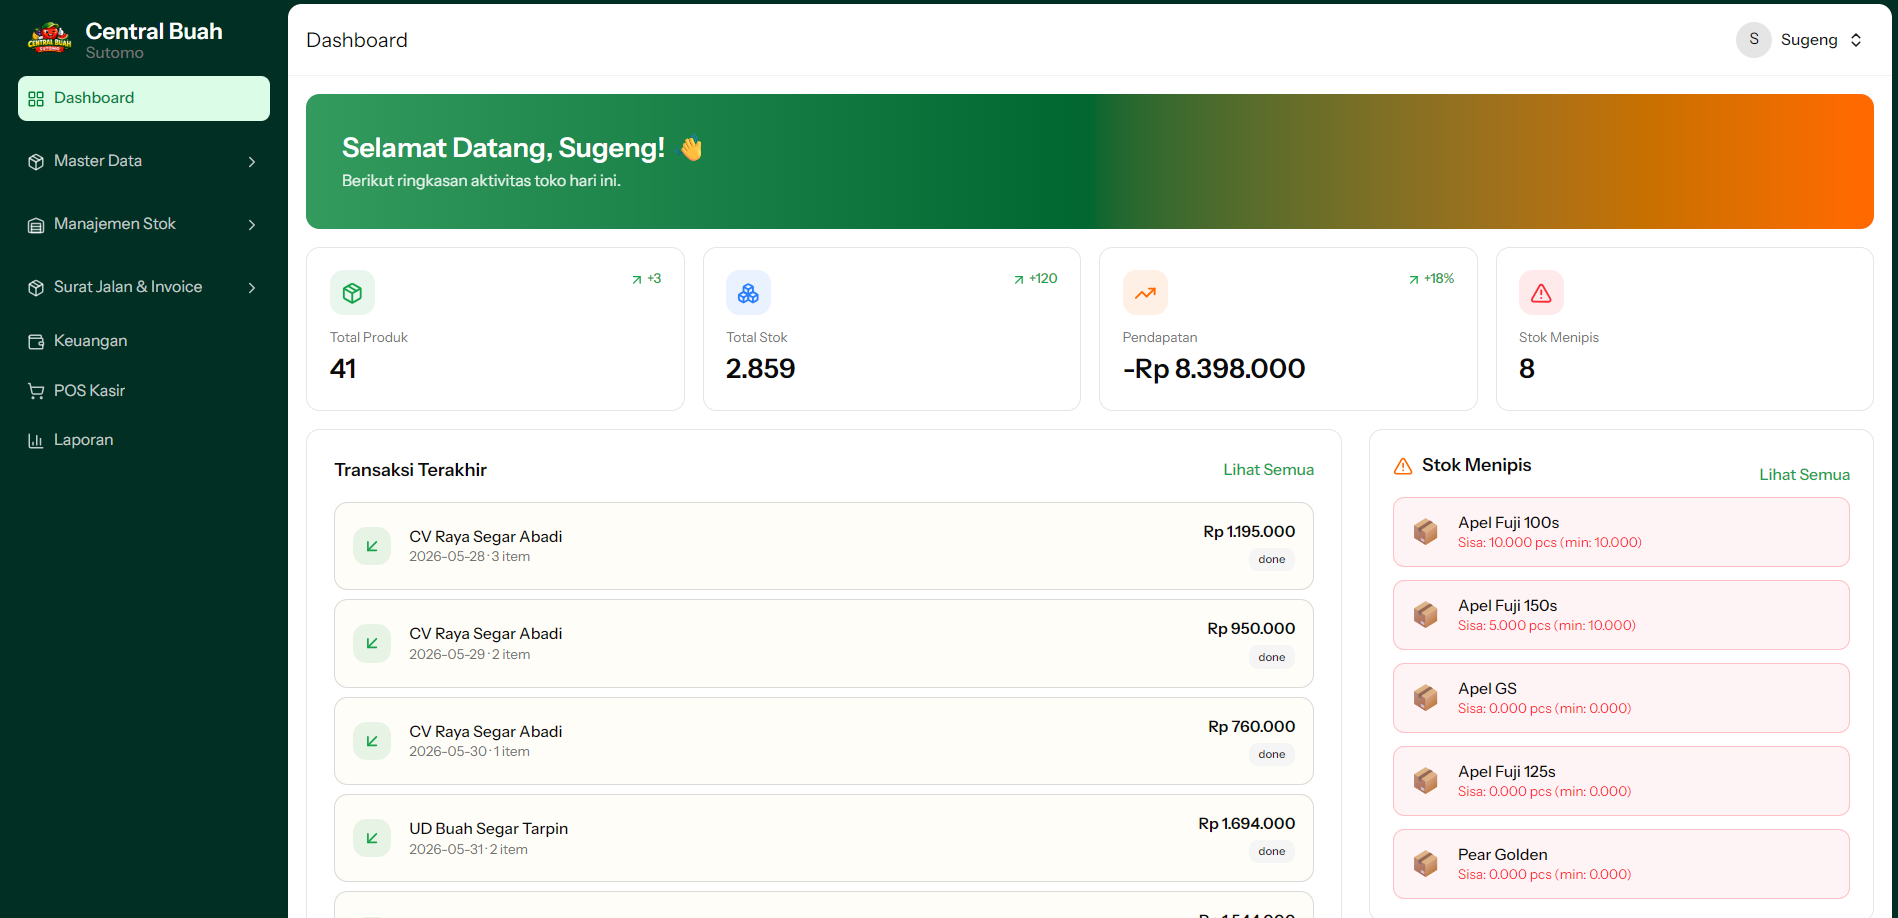 CENTRAL BUAH
SUTOMO
Central Buah
Sutomo
Dashboard
Master Data
Manajemen Stok
Surat Jalan & Invoice
Keuangan
POS Kasir
Laporan
Dashboard
S Sugeng
Selamat Datang, Sugeng! 👋
Berikut ringkasan aktivitas toko hari ini.
+3
Total Produk
41
+120
Total Stok
2.859
+18%
Pendapatan
-Rp 8.398.000
Stok Menipis
8
Transaksi Terakhir
Lihat Semua
CV Raya Segar Abadi
2026-05-28 · 3 item
Rp 1.195.000
done
CV Raya Segar Abadi
2026-05-29 · 2 item
Rp 950.000
done
CV Raya Segar Abadi
2026-05-30 · 1 item
Rp 760.000
done
UD Buah Segar Tarpin
2026-05-31 · 2 item
Rp 1.694.000
done
Stok Menipis
Lihat Semua
Apel Fuji 100s
Sisa: 10.000 pcs (min: 10.000)
Apel Fuji 150s
Sisa: 5.000 pcs (min: 10.000)
Apel GS
Sisa: 0.000 pcs (min: 0.000)
Apel Fuji 125s
Sisa: 0.000 pcs (min: 0.000)
Pear Golden
Sisa: 0.000 pcs (min: 0.000)